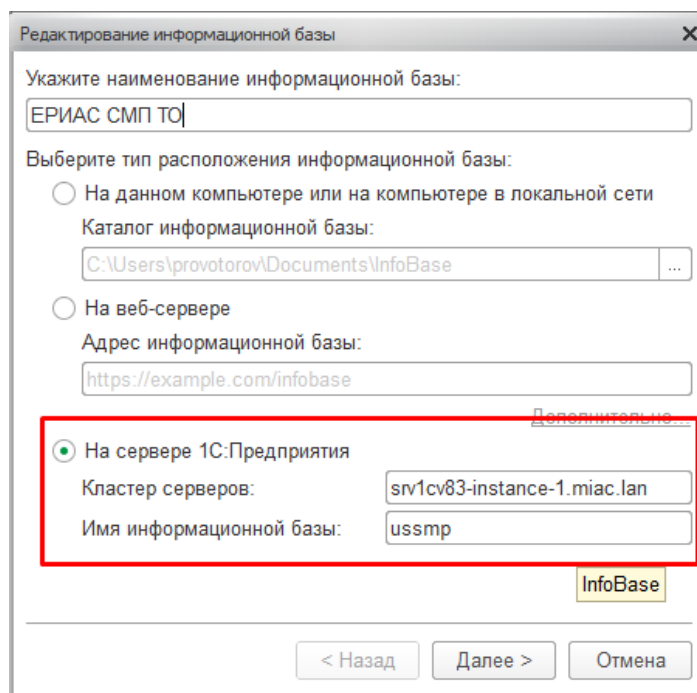 Редактирование информационной базы
Укажите наименование информационной базы:
ЕРИАС СМП ТО
Выберите тип расположения информационной базы:
На данном компьютере или на компьютере в локальной сети
Каталог информационной базы:
C:\Users\provotorov\Documents\InfoBase ...
На веб-сервере
Адрес информационной базы:
https://example.com/infobase
Дополнительно...
На сервере 1С:Предприятия
Кластер серверов: srv1cv83-instance-1.miac.lan
Имя информационной базы: ussmp
InfoBase
< Назад Далее > Отмена